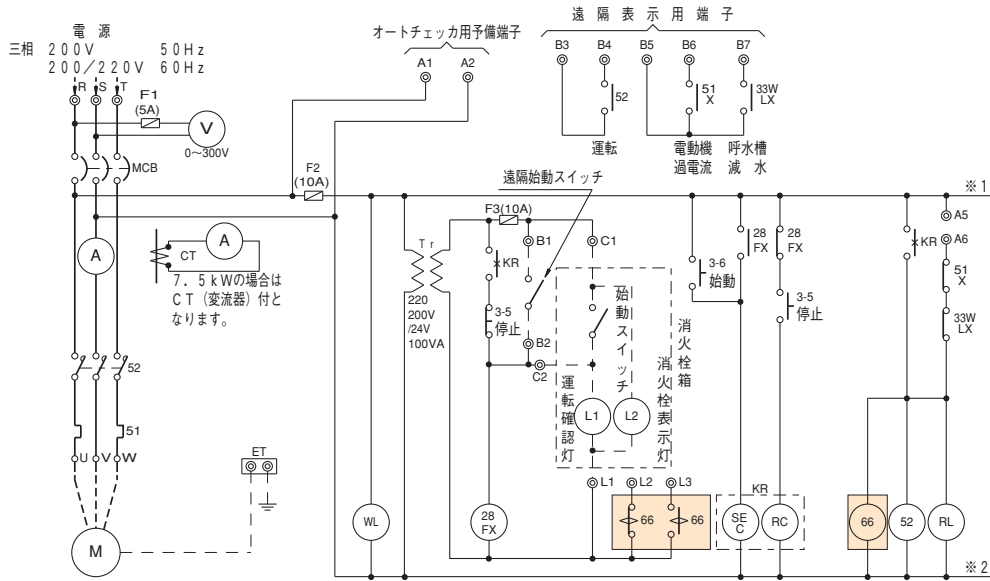 電源
三相 200V 50Hz
200/220V 60Hz
R S T
F1
(5A)
V
0〜300V
MCB
オートチェッカ用予備端子
A1 A2
遠隔表示用端子
B3 B4 B5 B6 B7
52
51
X
33W
LX
運転
電動機
過電流
呼水槽
減水
F2
(10A)
遠隔始動スイッチ
※1
A
CT
A
7.5kWの場合は
CT(変流器)付と
なります。
F3(10A)
Tr
220
200V
/24V
100VA
KR
3-5
停止
B1
B2
C1
C2
始動スイッチ
消火栓箱
消火栓表示灯
運転確認灯
L1 L2
3-6
始動
28
FX
28
FX
3-5
停止
KR
A5
A6
51
X
33W
LX
52
51
U V W
ET
M
WL
28
FX
L1 L2 L3
66 66
KR
SE
C
RC
66
52
RL
※2